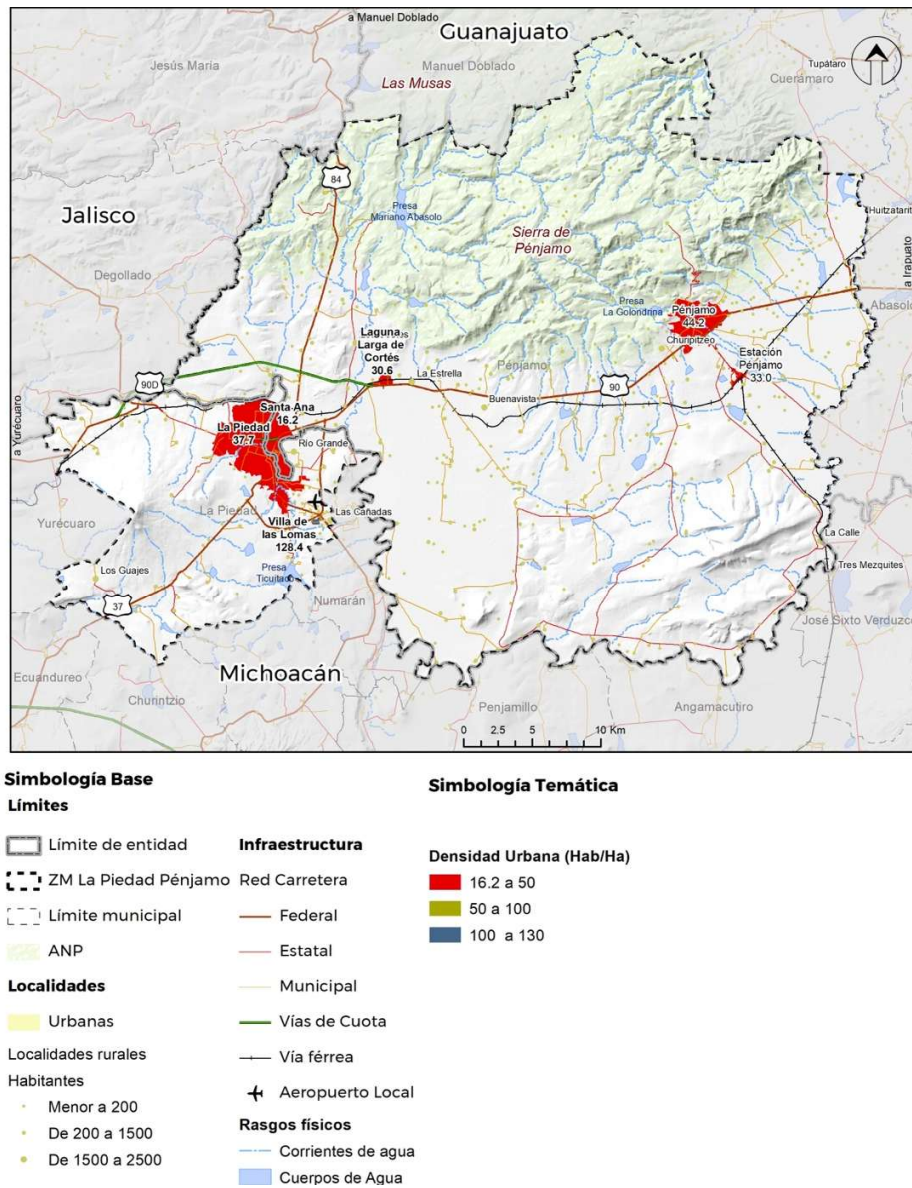 a Manuel Doblado
Guanajuato
Jesús María
Manuel Doblado
Las Musas
Tupátaro
Cuerámaro
84
Jalisco
Presa
Mariano Abasolo
Huitzatarit
Sierra de
Pénjamo
Degollado
a Irapuato
Presa
La Golondrina
Pénjamo
44.2
Abasolo
Churipitzeo
Laguna
Larga de
Cortés
30.6
La Estrella
Pénjamo
Estación
Pénjamo
33.0
90D
90
Buenavista
a Yurécuaro
Santa Ana
16.2
La Piedad
37.7
Río Grande
La Piedad
Las Cañadas
Yurécuaro
Villa de
las Lomas
128.4
La Calle
Los Guajes
Presa
Ticuitaco
Tres Mezquites
37
Numarán
José Sixto Verduzco
Michoacán
Ecuandureo
Churintzio
Penjamillo
Angamacutiro
0 2.5 5 10 Km
Simbología Base
Límites
Límite de entidad
ZM La Piedad Pénjamo
Límite municipal
ANP
Localidades
Urbanas
Localidades rurales
Habitantes
Menor a 200
De 200 a 1500
De 1500 a 2500
Infraestructura
Red Carretera
Federal
Estatal
Municipal
Vías de Cuota
Vía férrea
Aeropuerto Local
Rasgos físicos
Corrientes de agua
Cuerpos de Agua
Simbología Temática
Densidad Urbana (Hab/Ha)
16.2 a 50
50 a 100
100 a 130